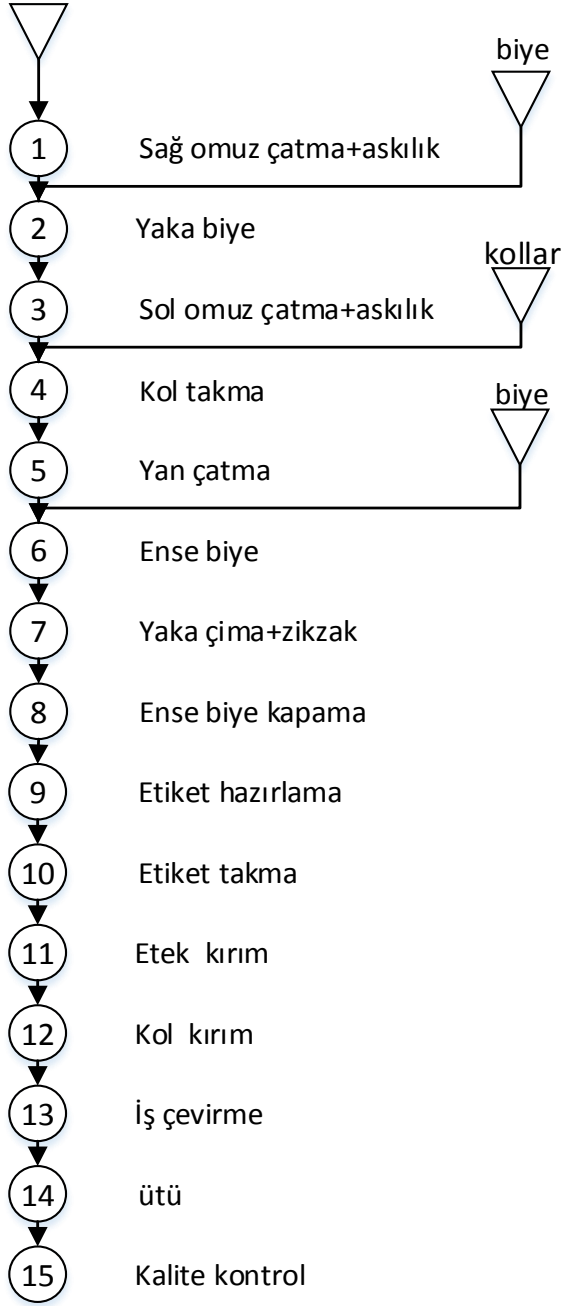 biye
1 Sağ omuz çatma+askılık
2 Yaka biye
kollar
3 Sol omuz çatma+askılık
4 Kol takma
biye
5 Yan çatma
6 Ense biye
7 Yaka çima+zikzak
8 Ense biye kapama
9 Etiket hazırlama
10 Etiket takma
11 Etek kırım
12 Kol kırım
13 İş çevirme
14 ütü
15 Kalite kontrol